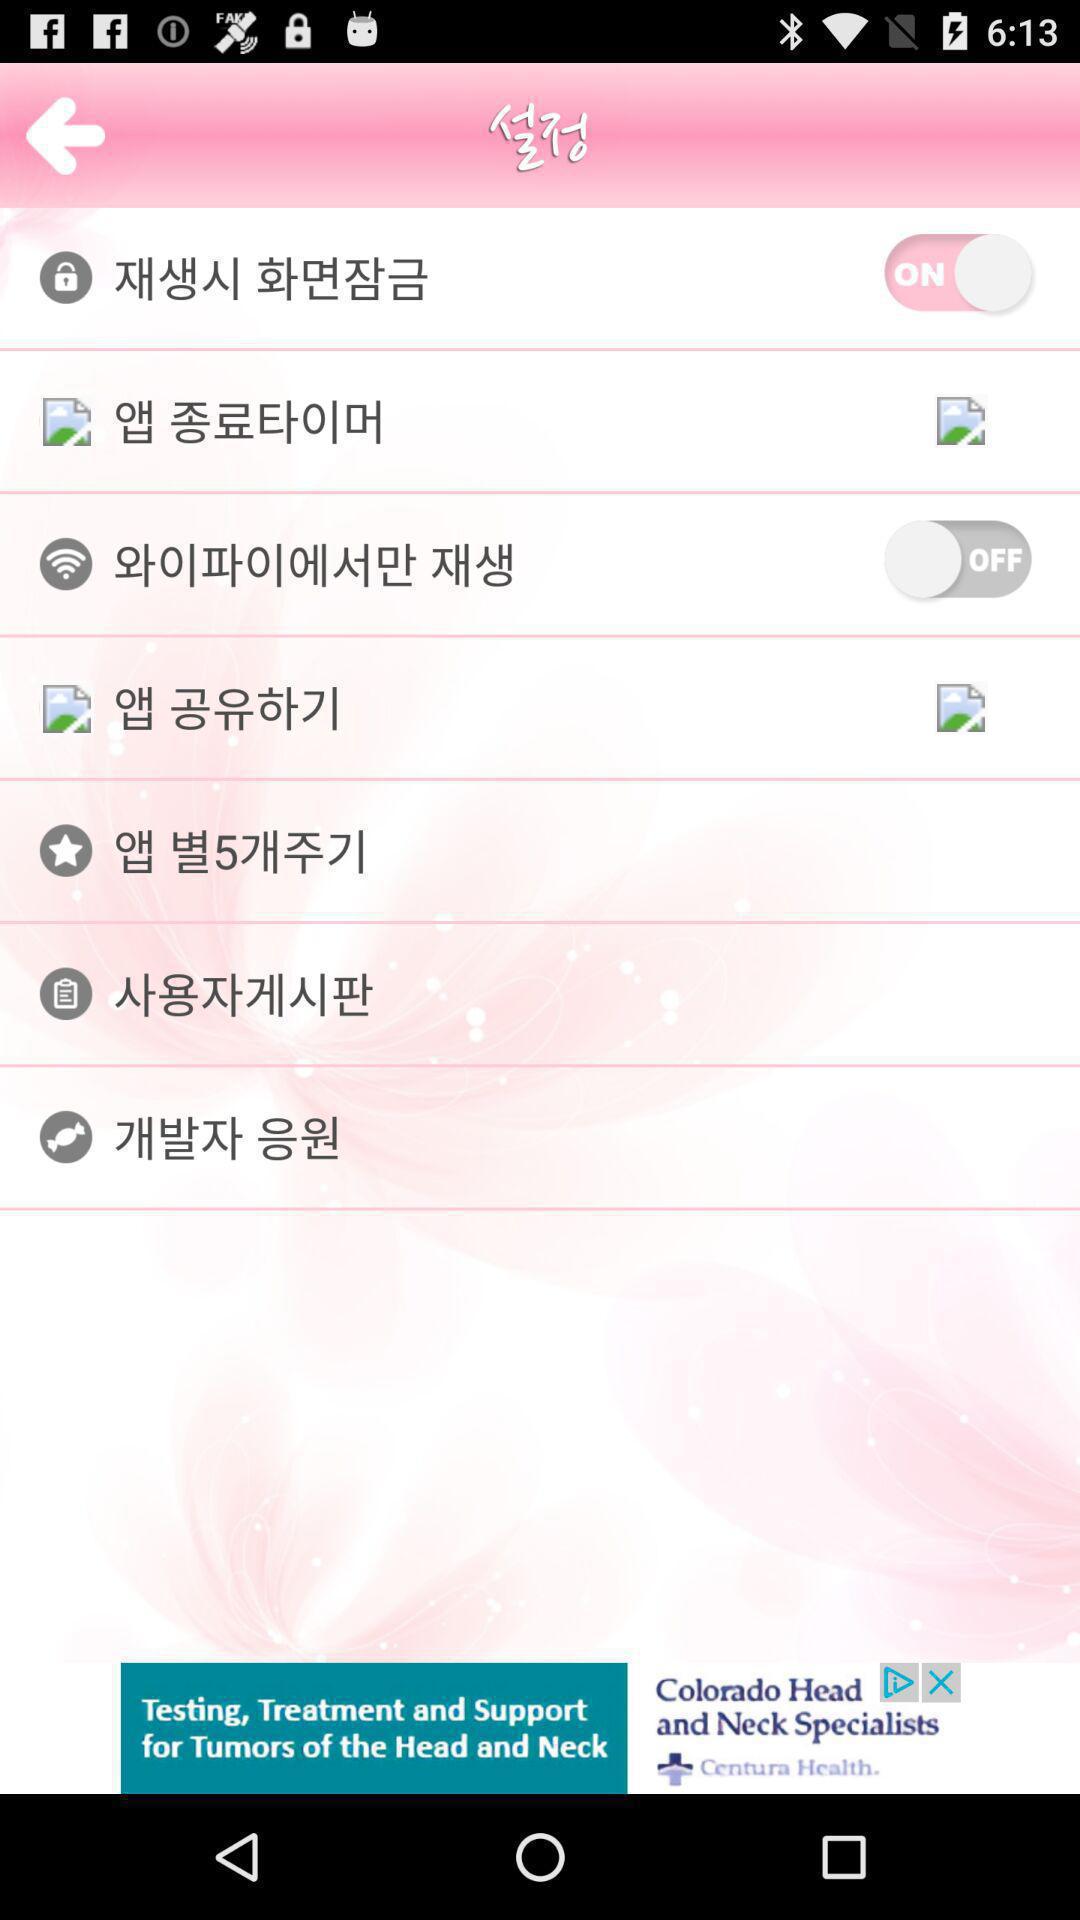 FAKE
6:13
설정
재생시 화면잠금
ON
앱 종료타이머
와이파이에서만 재생
OFF
앱 공유하기
앱 별5개주기
사용자게시판
개발자 응원
Testing, Treatment and Support
for Tumors of the Head and Neck
Colorado Head
and Neck Specialists
Centura Health.